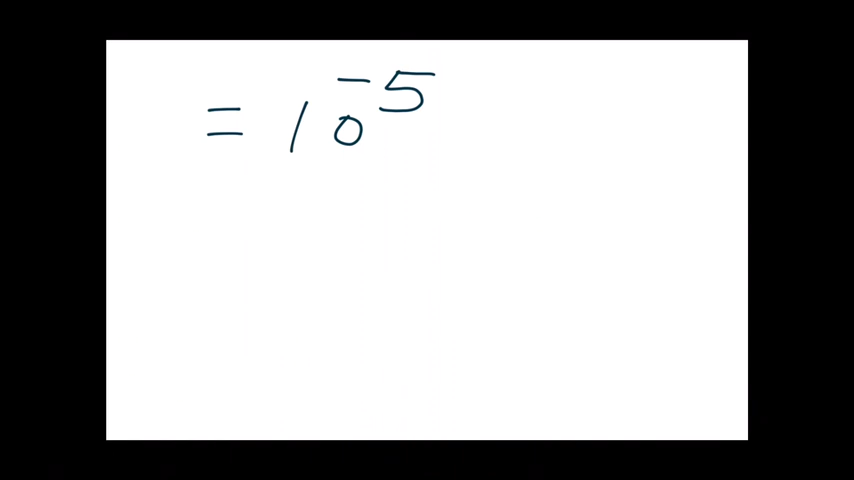 = 10⁻⁵